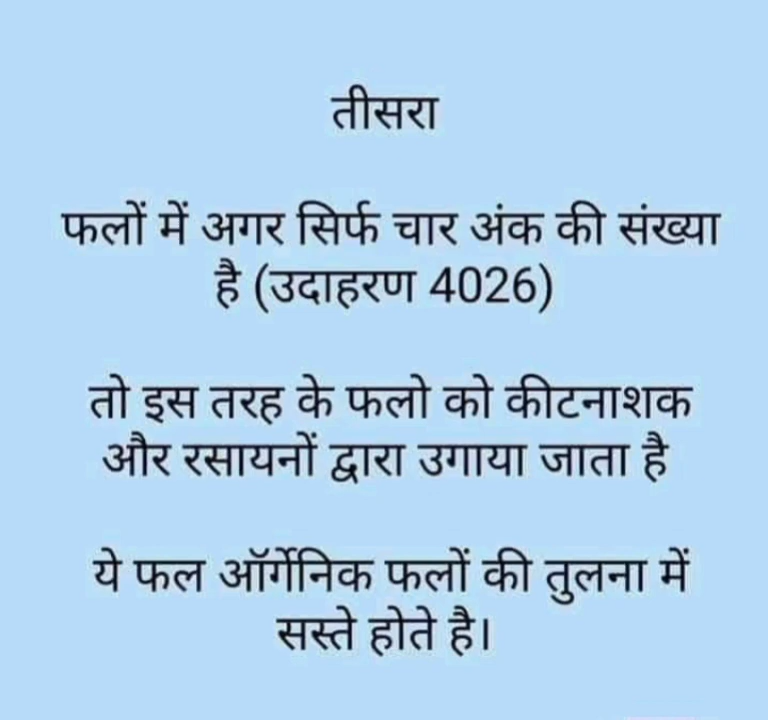 तीसरा
फलों में अगर सिर्फ चार अंक की संख्या
है (उदाहरण 4026)
तो इस तरह के फलो को कीटनाशक
और रसायनों द्वारा उगाया जाता है
ये फल ऑर्गेनिक फलों की तुलना में
सस्ते होते है।